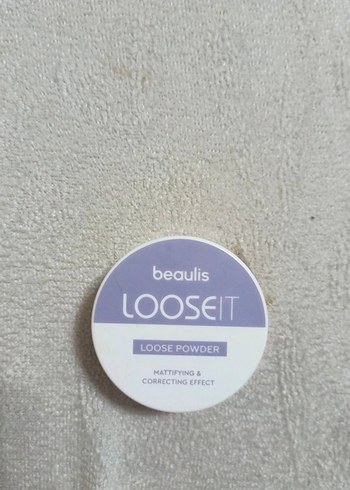 beaulis
LOOSEIT
LOOSE POWDER
MATTIFYING &
CORRECTING EFFECT